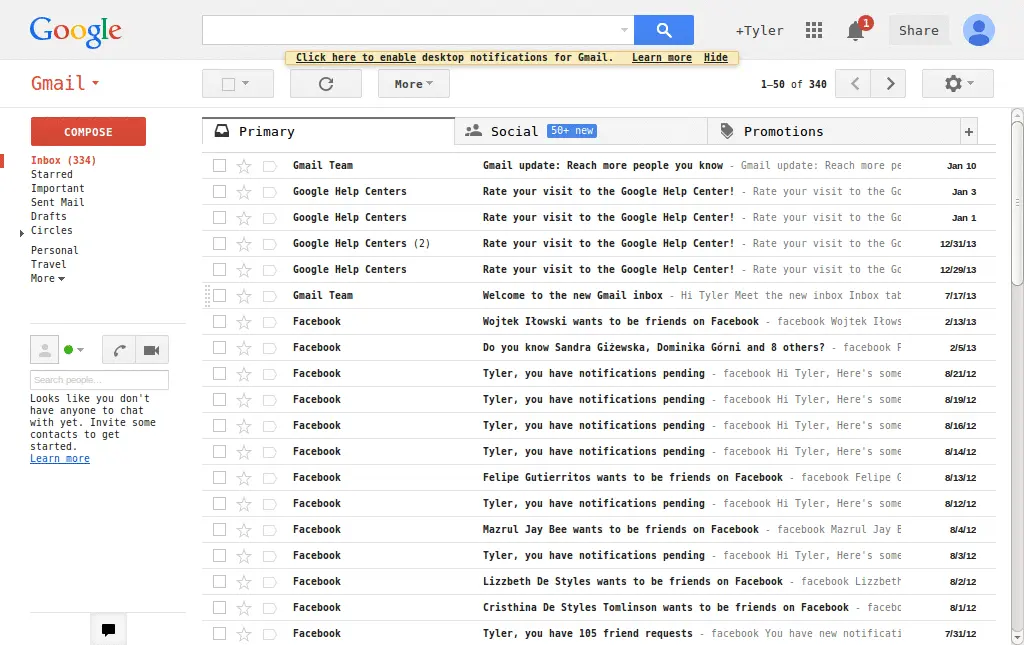 Google
+Tyler
1
Share
Click here to enable desktop notifications for Gmail. Learn more Hide
Gmail
More
1–50 of 340
COMPOSE
Inbox (334)
Starred
Important
Sent Mail
Drafts
Circles
Personal
Travel
More
Search people...
Looks like you don't
have anyone to chat
with yet. Invite some
contacts to get
started.
Learn more
Primary
Social 50+ new
Promotions
+
Gmail Team Gmail update: Reach more people you know - Gmail update: Reach more pe Jan 10
Google Help Centers Rate your visit to the Google Help Center! - Rate your visit to the Go Jan 3
Google Help Centers Rate your visit to the Google Help Center! - Rate your visit to the Go Jan 1
Google Help Centers (2) Rate your visit to the Google Help Center! - Rate your visit to the Go 12/31/13
Google Help Centers Rate your visit to the Google Help Center! - Rate your visit to the Go 12/29/13
Gmail Team Welcome to the new Gmail inbox - Hi Tyler Meet the new inbox Inbox tab 7/17/13
Facebook Wojtek Iłowski wants to be friends on Facebook - facebook Wojtek Iłows 2/13/13
Facebook Do you know Sandra Giżewska, Dominika Górni and 8 others? - facebook F 2/5/13
Facebook Tyler, you have notifications pending - facebook Hi Tyler, Here's some 8/21/12
Facebook Tyler, you have notifications pending - facebook Hi Tyler, Here's some 8/19/12
Facebook Tyler, you have notifications pending - facebook Hi Tyler, Here's some 8/16/12
Facebook Tyler, you have notifications pending - facebook Hi Tyler, Here's some 8/14/12
Facebook Felipe Gutierritos wants to be friends on Facebook - facebook Felipe G 8/13/12
Facebook Tyler, you have notifications pending - facebook Hi Tyler, Here's some 8/12/12
Facebook Mazrul Jay Bee wants to be friends on Facebook - facebook Mazrul Jay B 8/4/12
Facebook Tyler, you have notifications pending - facebook Hi Tyler, Here's some 8/3/12
Facebook Lizzbeth De Styles wants to be friends on Facebook - facebook Lizzbeth 8/2/12
Facebook Cristhina De Styles Tomlinson wants to be friends on Facebook - facebo 8/1/12
Facebook Tyler, you have 105 friend requests - facebook You have new notificati 7/31/12